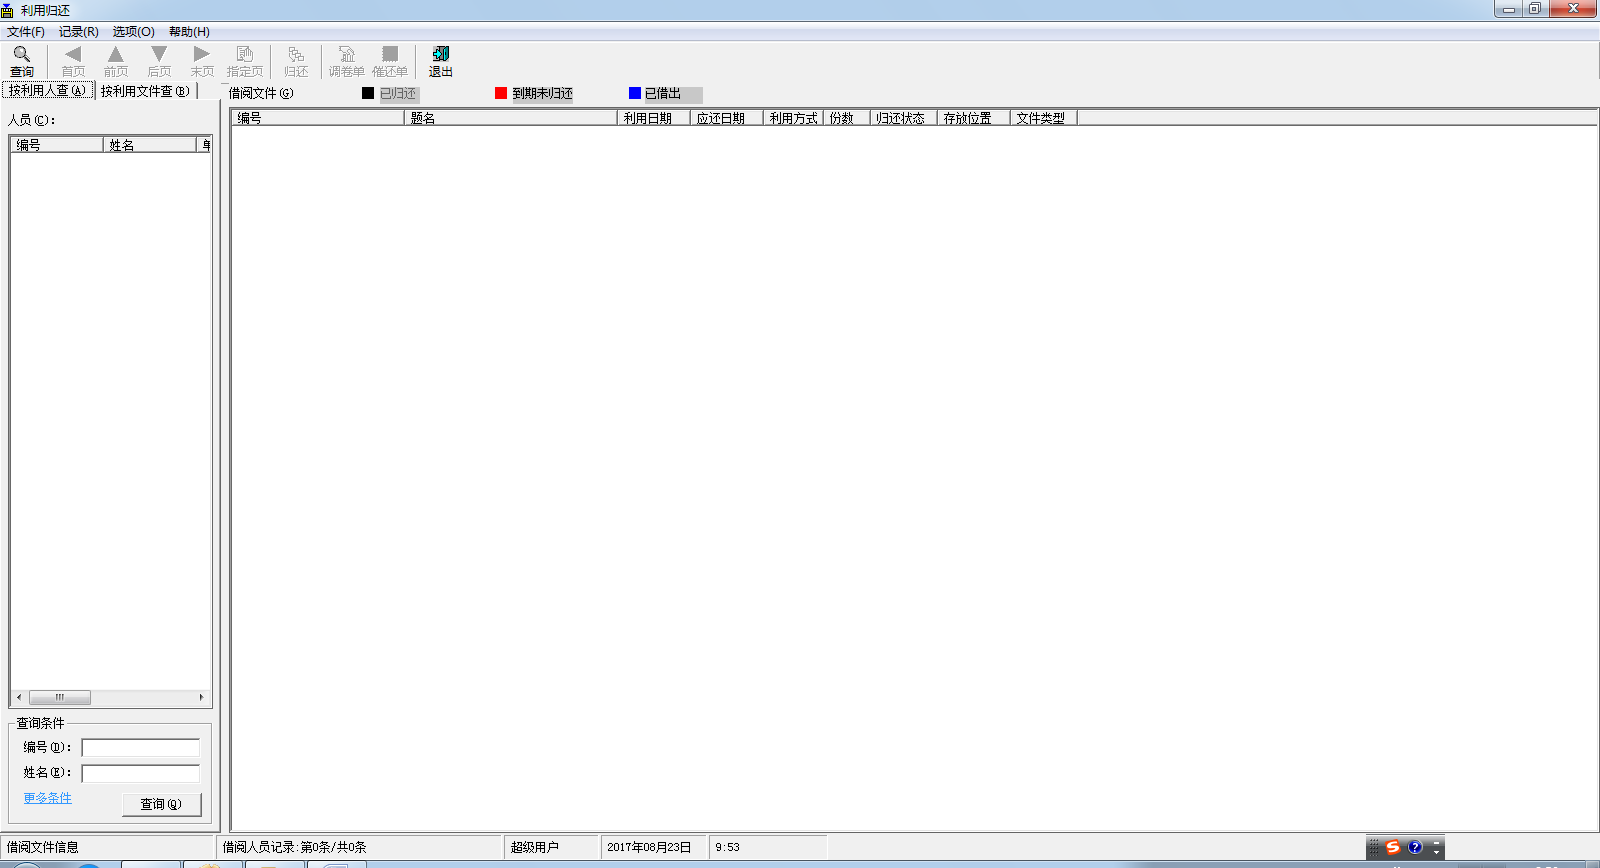 利用归还
文件(F) 记录(R) 选项(O) 帮助(H)
查询 首页 前页 后页 末页 指定页 归还 调卷单 催还单 退出
按利用人查(A) 按利用文件查(B) 借阅文件(G) 已归还 到期未归还 已借出
人员(C):
编号 姓名
编号 题名 利用日期 应还日期 利用方式 份数 归还状态 存放位置 文件类型
查询条件
编号(D):
姓名(E):
更多条件 查询(Q)
借阅文件信息 借阅人员记录:第0条/共0条 超级用户 2017年08月23日 9:53